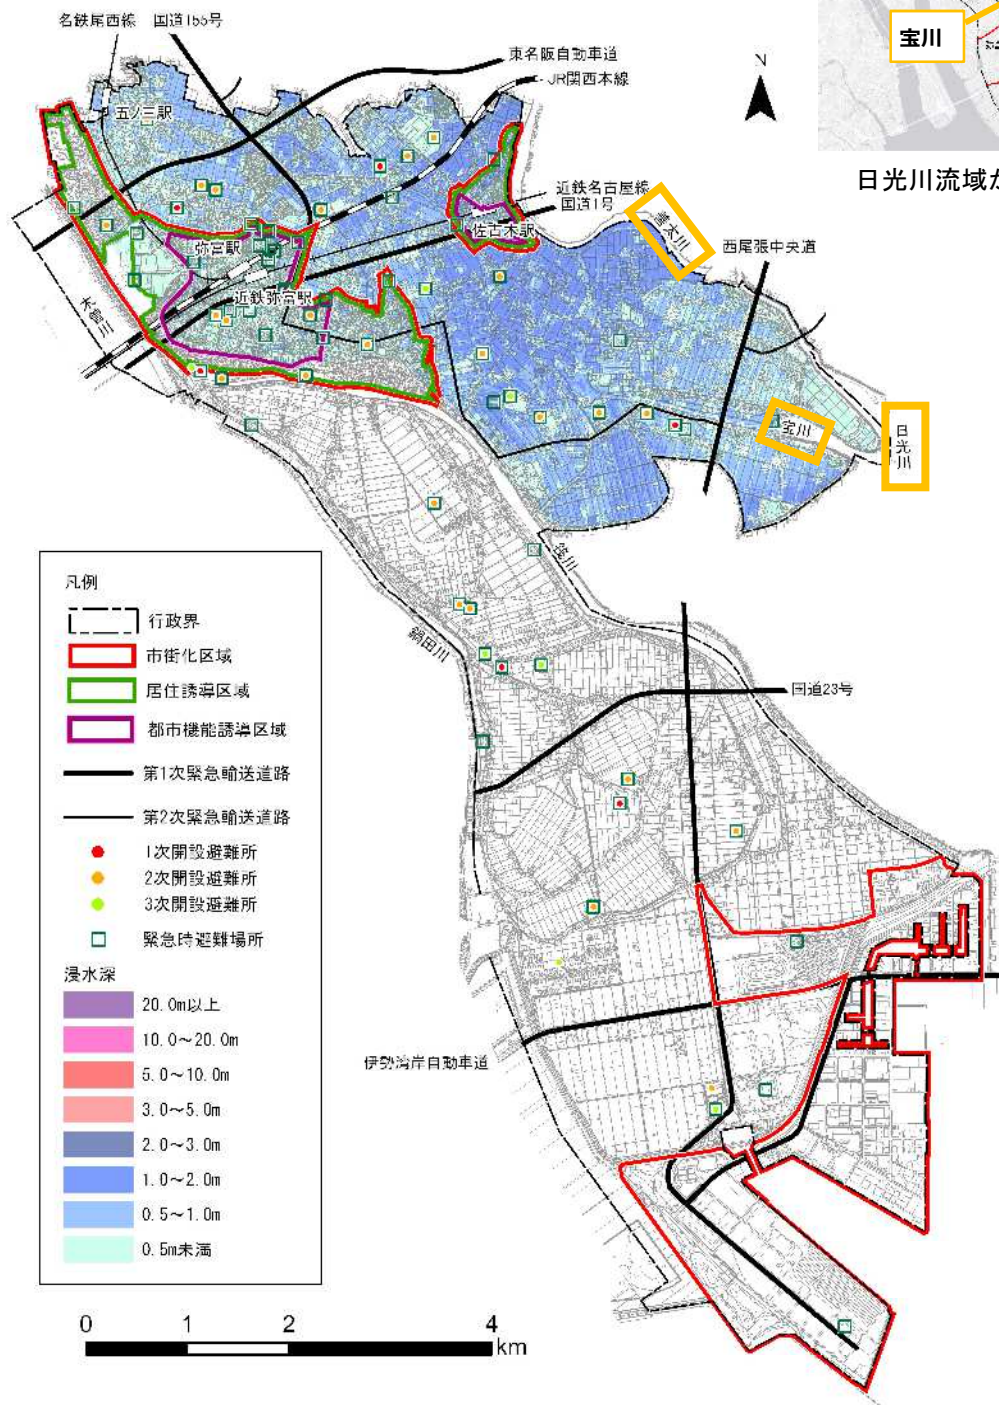 名鉄尾西線 国道155号
東名阪自動車道
JR関西本線
五ノ三駅
N
宝川
日光川流域か
近鉄名古屋線
国道1号
佐古木駅
善太川
西尾張中央道
弥富駅
近鉄弥富駅
木曽川
宝川
日光川
筏川
鍋田川
国道23号
伊勢湾岸自動車道
凡例
行政界
市街化区域
居住誘導区域
都市機能誘導区域
第1次緊急輸送道路
第2次緊急輸送道路
1次開設避難所
2次開設避難所
3次開設避難所
緊急時避難場所
浸水深
20.0m以上
10.0~20.0m
5.0~10.0m
3.0~5.0m
2.0~3.0m
1.0~2.0m
0.5~1.0m
0.5m未満
0 1 2 4
km